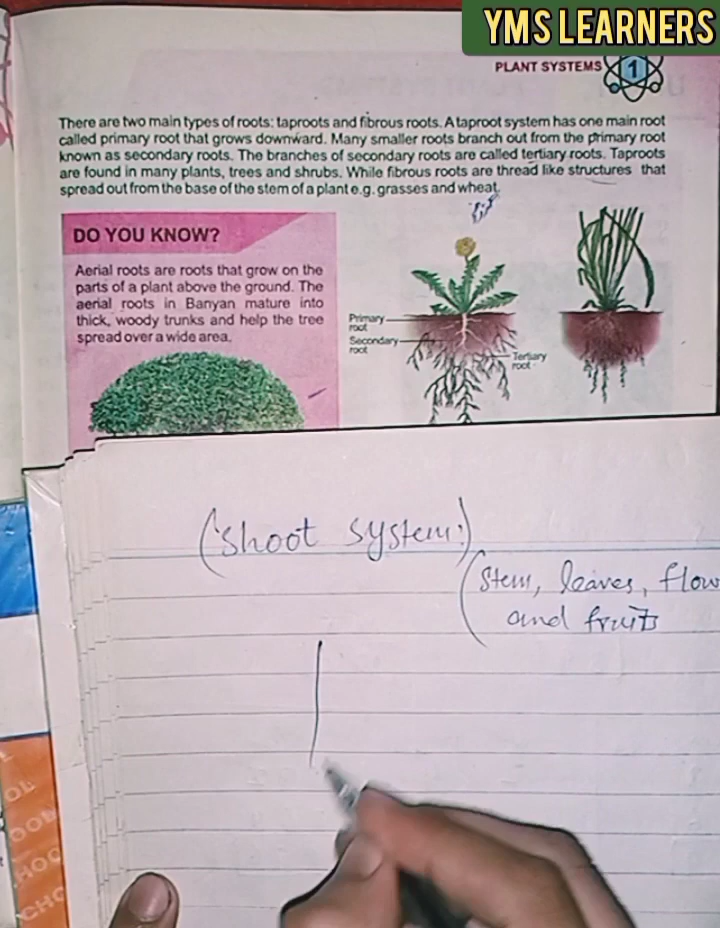 YMS LEARNERS
PLANT SYSTEMS 1
There are two main types of roots: taproots and fibrous roots. A taproot system has one main root
called primary root that grows downward. Many smaller roots branch out from the primary root
known as secondary roots. The branches of secondary roots are called tertiary roots. Taproots
are found in many plants, trees and shrubs. While fibrous roots are thread like structures that
spread out from the base of the stem of a plant e.g. grasses and wheat.
DO YOU KNOW?
Aerial roots are roots that grow on the
parts of a plant above the ground. The
aerial roots in Banyan mature into
thick, woody trunks and help the tree
spread over a wide area.
Primary
root
Secondary
root
Tertiary
root
(Shoot system:)
(Stem, leaves, flow
and fruits